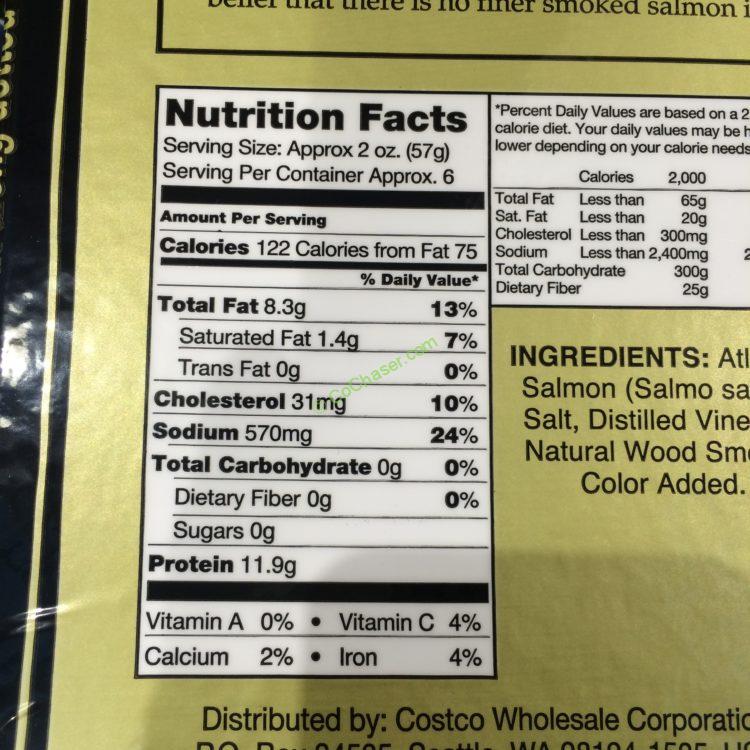 belief that there is no finer smoked salmon
Nutrition Facts
Serving Size: Approx 2 oz. (57g)
Serving Per Container Approx. 6
Amount Per Serving
Calories 122 Calories from Fat 75
% Daily Value*
Total Fat 8.3g 13%
Saturated Fat 1.4g 7%
Trans Fat 0g 0%
Cholesterol 31mg 10%
Sodium 570mg 24%
Total Carbohydrate 0g 0%
Dietary Fiber 0g 0%
Sugars 0g
Protein 11.9g
Vitamin A 0% • Vitamin C 4%
Calcium 2% • Iron 4%
*Percent Daily Values are based on a 2
calorie diet. Your daily values may be h
lower depending on your calorie needs
Calories 2,000
Total Fat Less than 65g
Sat. Fat Less than 20g
Cholesterol Less than 300mg
Sodium Less than 2,400mg 2
Total Carbohydrate 300g
Dietary Fiber 25g
INGREDIENTS: Atl
Salmon (Salmo sa
Salt, Distilled Vine
Natural Wood Smo
Color Added.
CoChaser.com
Distributed by: Costco Wholesale Corporatio